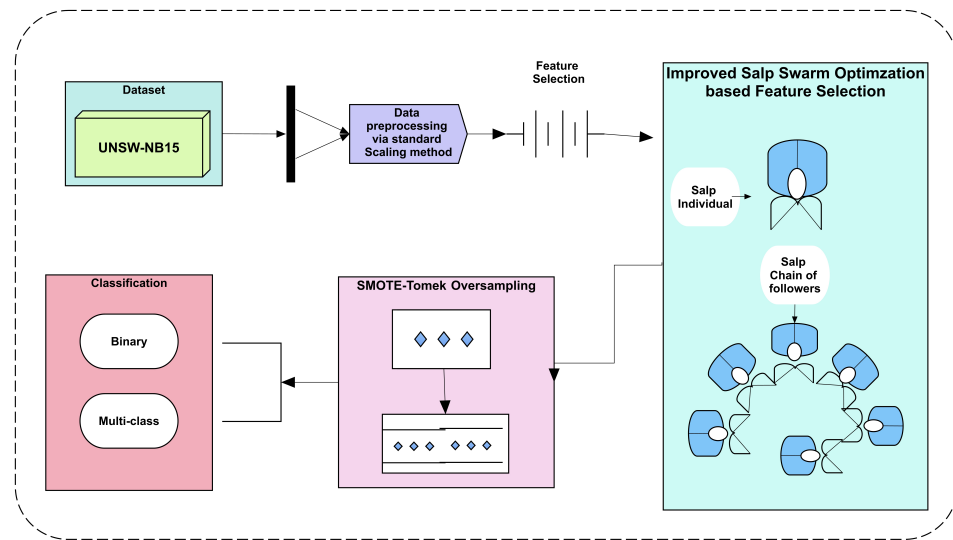 Dataset
UNSW-NB15
Data
preprocessing
via standard
Scaling method
Feature
Selection
Improved Salp Swarm Optimzation
based Feature Selection
Salp
Individual
Salp
Chain of
followers
SMOTE-Tomek Oversampling
Classification
Binary
Multi-class